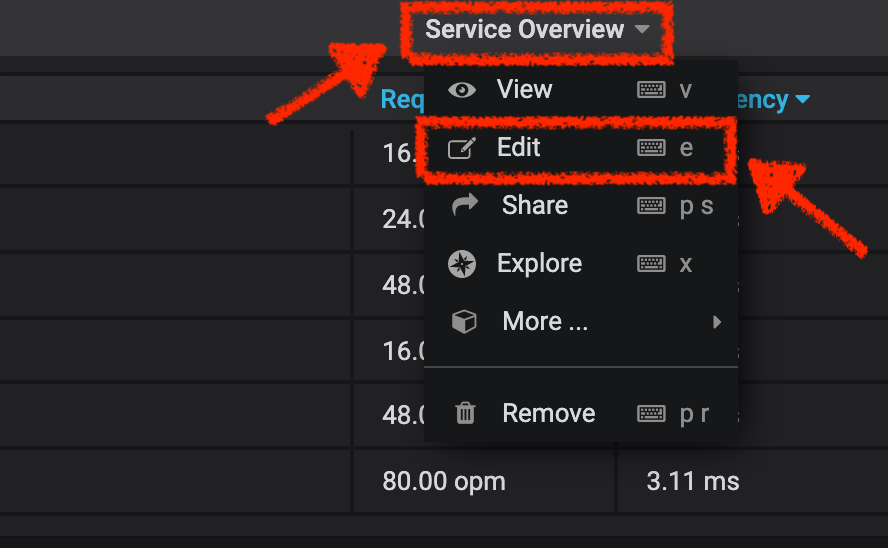 Service Overview
Req
ency
View v
Edit e
Share p s
Explore x
More ...
Remove p r
16.
24.0
48.0
16.0
48.0
80.00 opm 3.11 ms